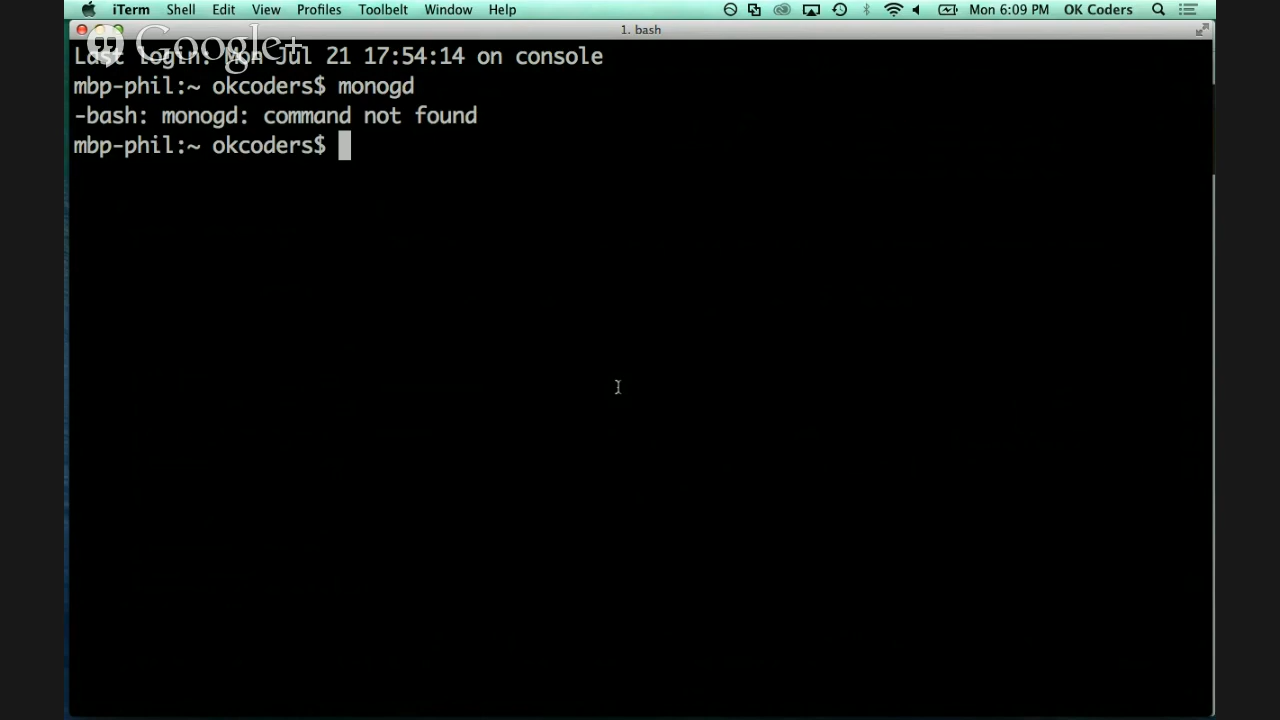 iTerm Shell Edit View Profiles Toolbelt Window Help Mon 6:09 PM OK Coders
1. bash
Google+
Last login: Mon Jul 21 17:54:14 on console
mbp-phil:~ okcoders$ monogd
-bash: monogd: command not found
mbp-phil:~ okcoders$